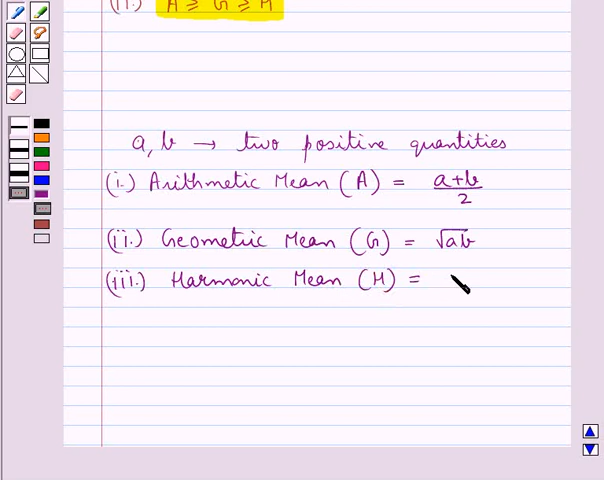 (ii.) A ≥ G ≥ H
a, b → two positive quantities
(i.) Arithmetic Mean (A) = a+b/2
(ii.) Geometric Mean (G) = √ab
(iii.) Harmonic Mean (H) =